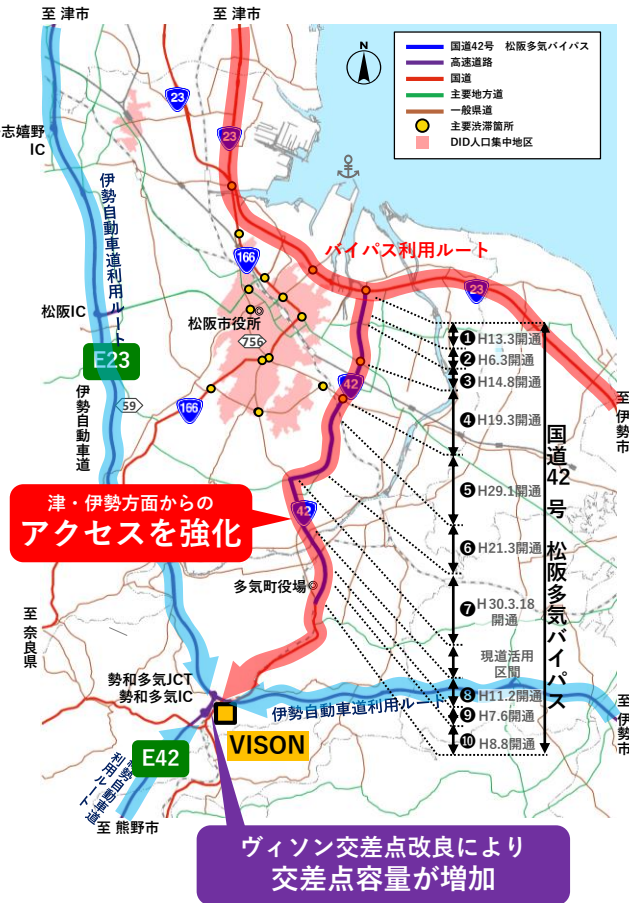 至 津市
至 津市
国道42号 松阪多気バイパス
高速道路
国道
主要地方道
一般県道
主要渋滞箇所
DID人口集中地区
N
23
23
志嬉野
IC
伊勢自動車道利用ルート
166
バイパス利用ルート
23
松阪IC
松阪市役所
756
E23
59
伊勢自動車道
166
42
至 伊勢市
❶H13.3開通
❷H6.3開通
❸H14.8開通
❹H19.3開通
❺H29.1開通
❻H21.3開通
❼H30.3.18
開通
現道活用
区間
❽H11.2開通
❾H7.6開通
❿H8.8開通
国道42号 松阪多気バイパス
津・伊勢方面からの
アクセスを強化
42
多気町役場
至 奈良県
勢和多気JCT
勢和多気IC
伊勢自動車道利用ルート
至 伊勢市
VISON
E42
紀勢自動車道
利用ルート
至 熊野市
ヴィソン交差点改良により
交差点容量が増加